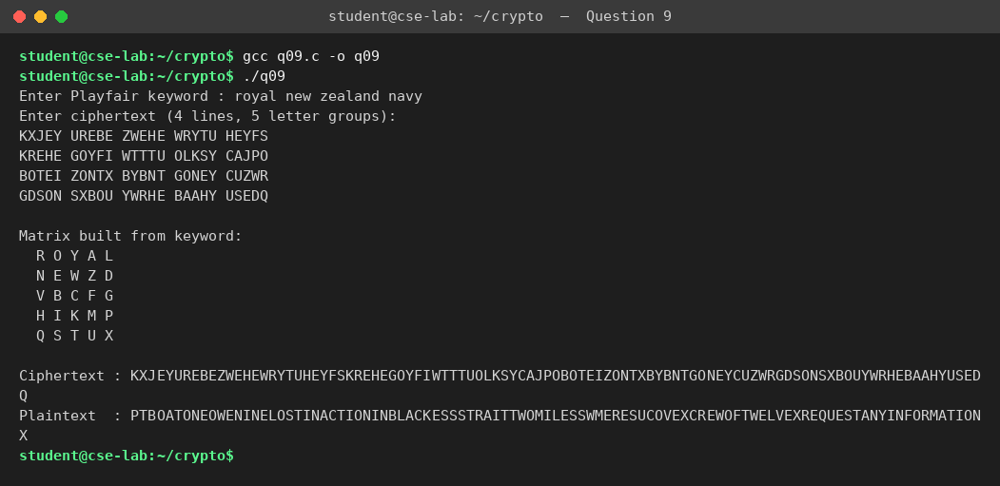 student@cse-lab: ~/crypto — Question 9
student@cse-lab:~/crypto$ gcc q09.c -o q09
student@cse-lab:~/crypto$ ./q09
Enter Playfair keyword : royal new zealand navy
Enter ciphertext (4 lines, 5 letter groups):
KXJEY UREBE ZWEHE WRYTU HEYFS
KREHE GOYFI WTTTU OLKSY CAJPO
BOTEI ZONTX BYBNT GONEY CUZWR
GDSON SXBOU YWRHE BAAHY USEDQ
Matrix built from keyword:
R O Y A L
N E W Z D
V B C F G
H I K M P
Q S T U X
Ciphertext : KXJEYUREBEZWEHEWRYTUHEYFSKREHEGOYFIWTTTUOLKSYCAJPOBOTEIZONTXBYBNTGONEYCUZWRGDSONSXBOUYWRHEBAAHYUSED
Q
Plaintext  : PTBOATONEOWENINELOSTINACTIONINBLACKESSSTRAITTWOMILESSWMERESUCOVEXCREWOFTWELVEXREQUESTANYINFORMATION
X
student@cse-lab:~/crypto$